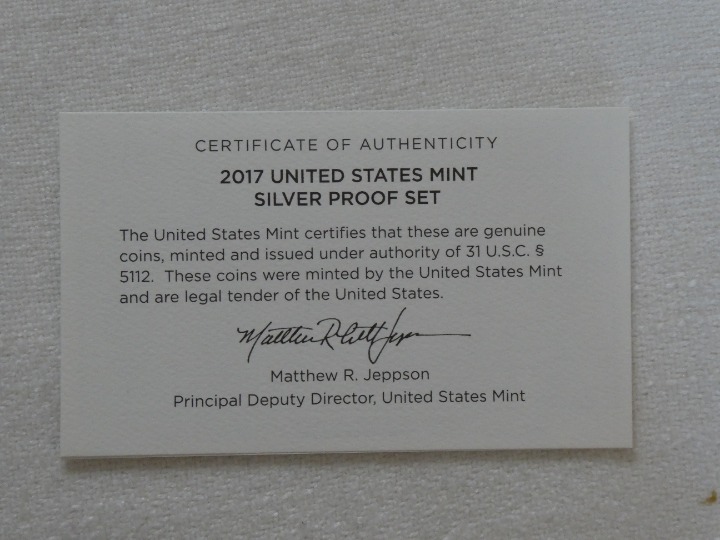 CERTIFICATE OF AUTHENTICITY
2017 UNITED STATES MINT
SILVER PROOF SET
The United States Mint certifies that these are genuine
coins, minted and issued under authority of 31 U.S.C. §
5112. These coins were minted by the United States Mint
and are legal tender of the United States.
Matthew R. Jeppson
Principal Deputy Director, United States Mint